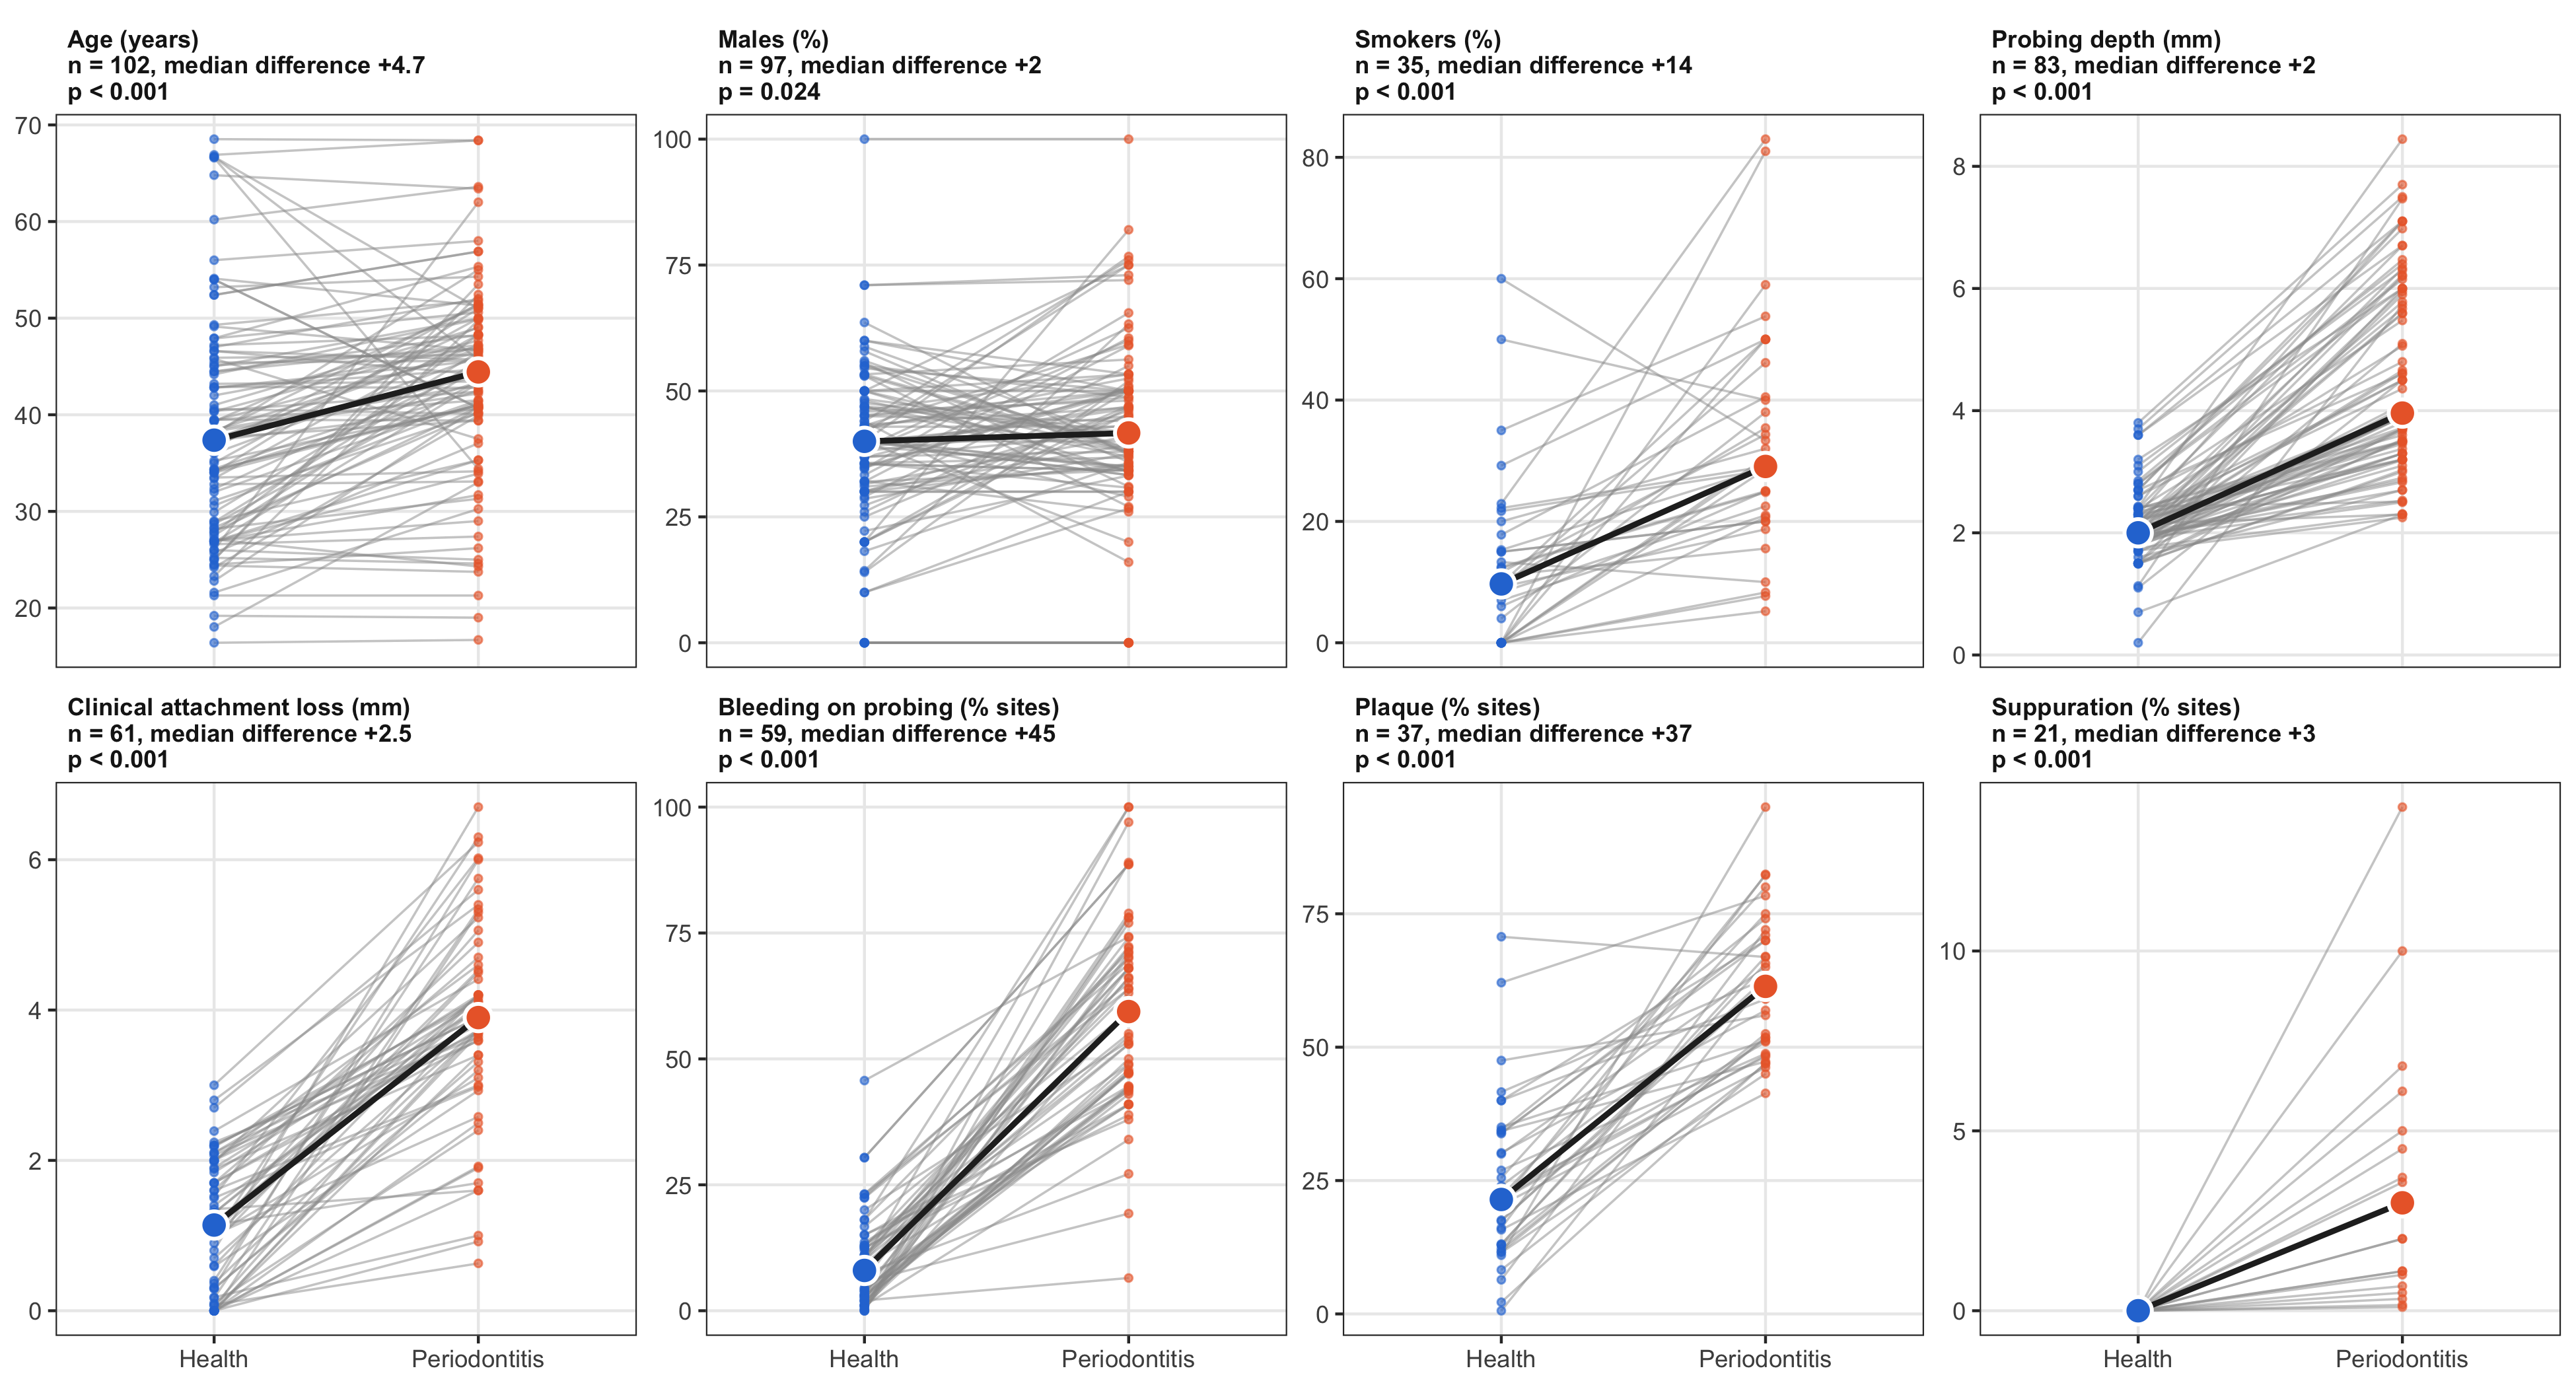 Age (years)
n = 102, median difference +4.7
p < 0.001
70
60
50
40
30
20
Males (%)
n = 97, median difference +2
p = 0.024
100
75
50
25
0
Smokers (%)
n = 35, median difference +14
p < 0.001
80
60
40
20
0
Probing depth (mm)
n = 83, median difference +2
p < 0.001
8
6
4
2
0
Clinical attachment loss (mm)
n = 61, median difference +2.5
p < 0.001
6
4
2
0
Health Periodontitis
Bleeding on probing (% sites)
n = 59, median difference +45
p < 0.001
100
75
50
25
0
Health Periodontitis
Plaque (% sites)
n = 37, median difference +37
p < 0.001
75
50
25
0
Health Periodontitis
Suppuration (% sites)
n = 21, median difference +3
p < 0.001
10
5
0
Health Periodontitis